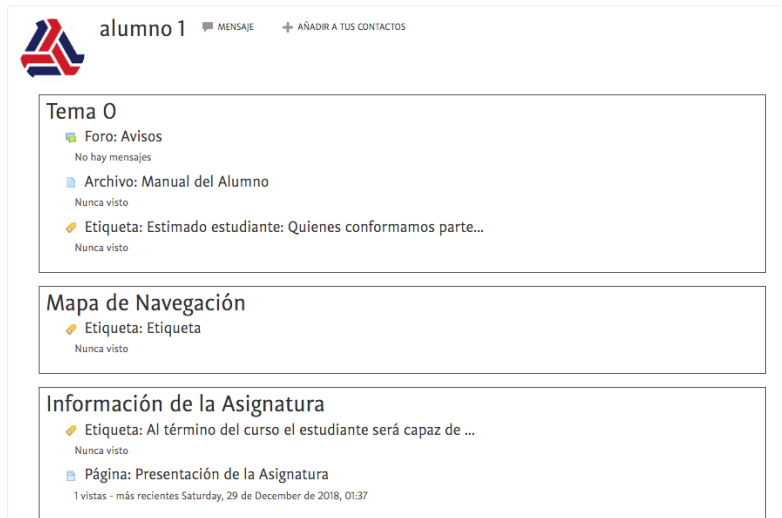 alumno 1 MENSAJE AÑADIR A TUS CONTACTOS
Tema 0
Foro: Avisos
No hay mensajes
Archivo: Manual del Alumno
Nunca visto
Etiqueta: Estimado estudiante: Quienes conformamos parte...
Nunca visto
Mapa de Navegación
Etiqueta: Etiqueta
Nunca visto
Información de la Asignatura
Etiqueta: Al término del curso el estudiante será capaz de ...
Nunca visto
Página: Presentación de la Asignatura
1 vistas - más recientes Saturday, 29 de December de 2018, 01:37